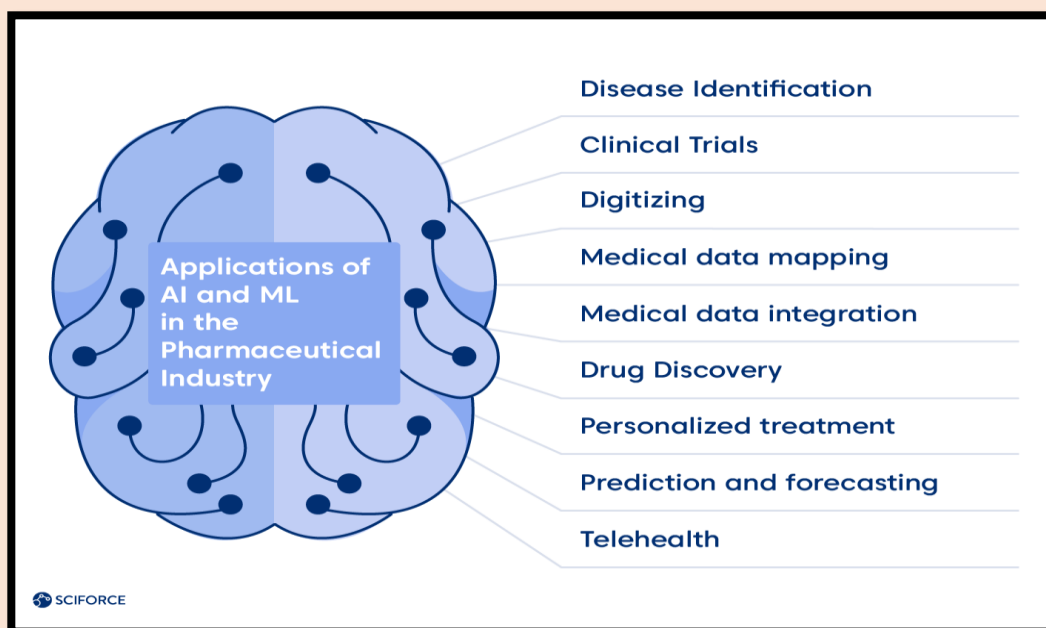 Applications of
AI and ML
in the
Pharmaceutical
Industry
Disease Identification
Clinical Trials
Digitizing
Medical data mapping
Medical data integration
Drug Discovery
Personalized treatment
Prediction and forecasting
Telehealth
SCIFORCE